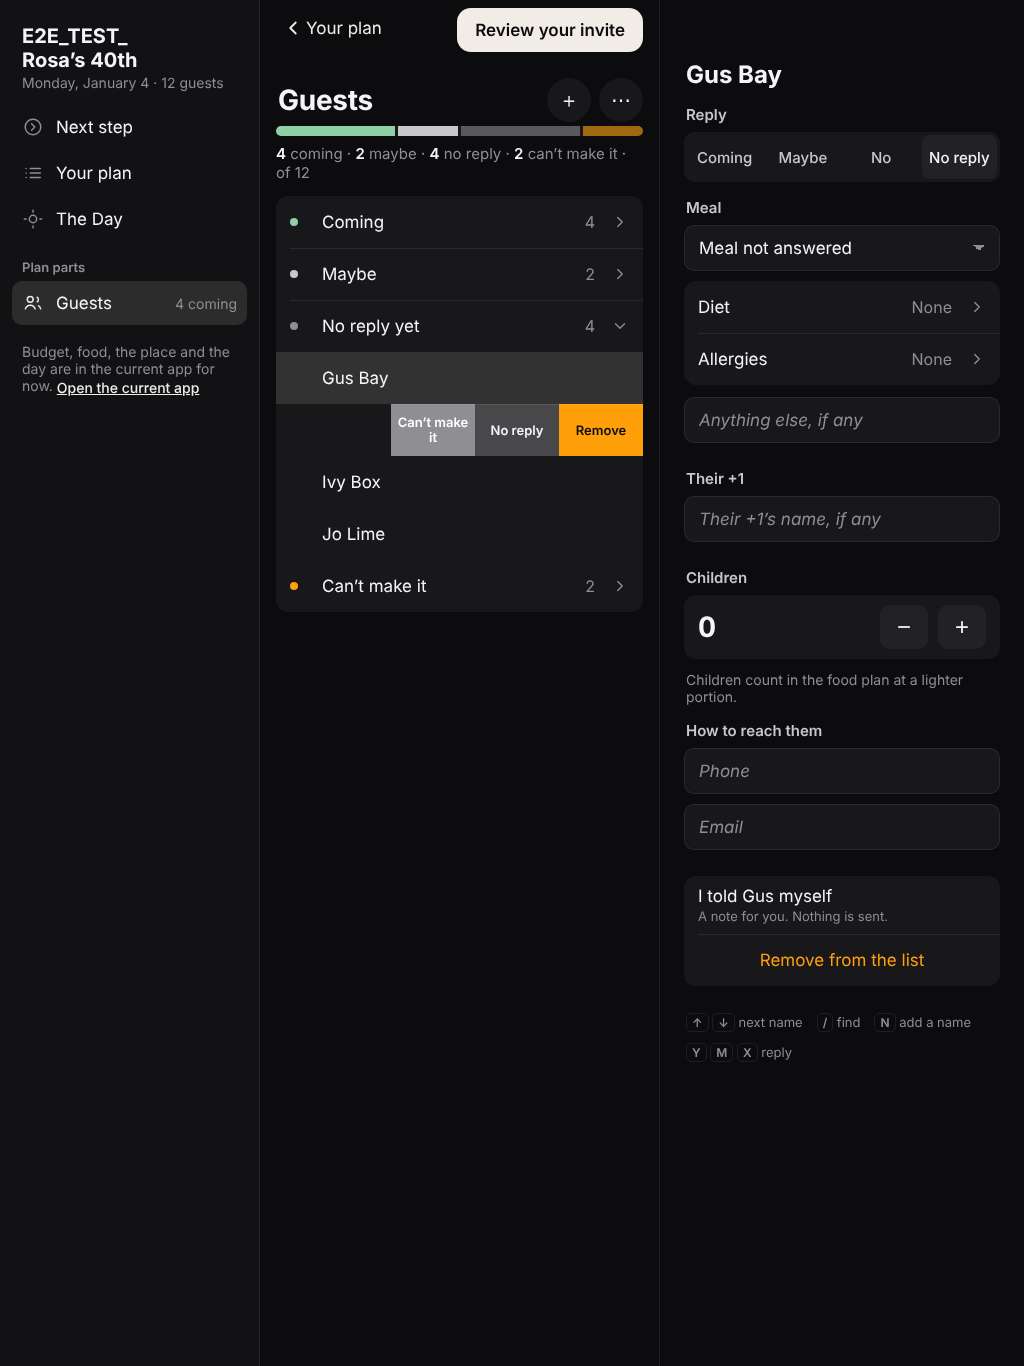 E2E_TEST_
Rosa’s 40th
Monday, January 4 · 12 guests
Next step
Your plan
The Day
Plan parts
Guests 4 coming
Budget, food, the place and the
day are in the current app for
now. Open the current app
Your plan
Review your invite
Guests
4 coming · 2 maybe · 4 no reply · 2 can’t make it ·
of 12
Coming 4
Maybe 2
No reply yet 4
Gus Bay
Can’t make
it
No reply
Remove
Ivy Box
Jo Lime
Can’t make it 2
Gus Bay
Reply
Coming Maybe No No reply
Meal
Meal not answered
Diet None
Allergies None
Anything else, if any
Their +1
Their +1’s name, if any
Children
0 − +
Children count in the food plan at a lighter
portion.
How to reach them
Phone
Email
I told Gus myself
A note for you. Nothing is sent.
Remove from the list
↑ ↓ next name / find N add a name
Y M X reply